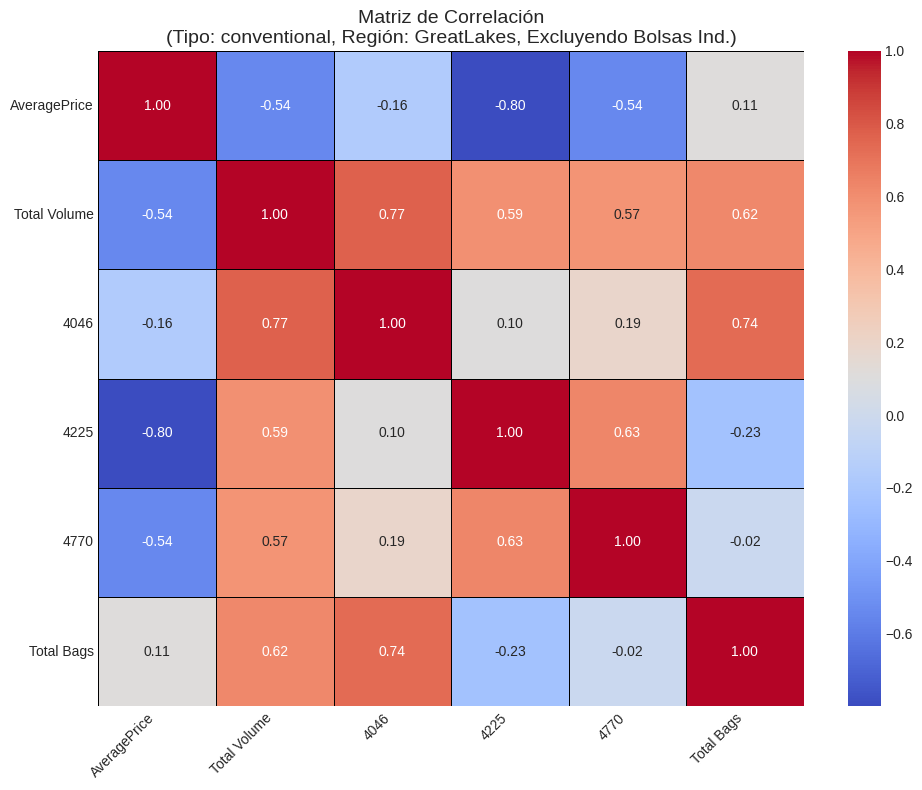 Matriz de Correlación
(Tipo: conventional, Región: GreatLakes, Excluyendo Bolsas Ind.)
AveragePrice 1.00 -0.54 -0.16 -0.80 -0.54 0.11
Total Volume -0.54 1.00 0.77 0.59 0.57 0.62
4046 -0.16 0.77 1.00 0.10 0.19 0.74
4225 -0.80 0.59 0.10 1.00 0.63 -0.23
4770 -0.54 0.57 0.19 0.63 1.00 -0.02
Total Bags 0.11 0.62 0.74 -0.23 -0.02 1.00
AveragePrice Total Volume 4046 4225 4770 Total Bags
1.0
0.8
0.6
0.4
0.2
0.0
−0.2
−0.4
−0.6